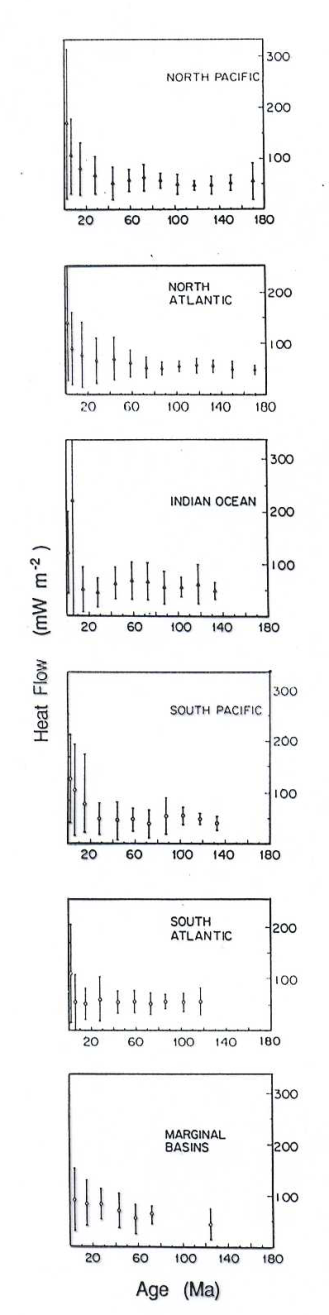 NORTH PACIFIC
300
200
100
20 60 100 140 180
NORTH
ATLANTIC
200
100
20 60 100 140 180
INDIAN OCEAN
300
200
100
20 60 100 140 180
SOUTH PACIFIC
300
200
100
20 60 100 140 180
SOUTH
ATLANTIC
200
100
20 60 100 140 180
MARGINAL
BASINS
300
200
100
20 60 100 140 180
Heat Flow (mW m-2)
Age (Ma)